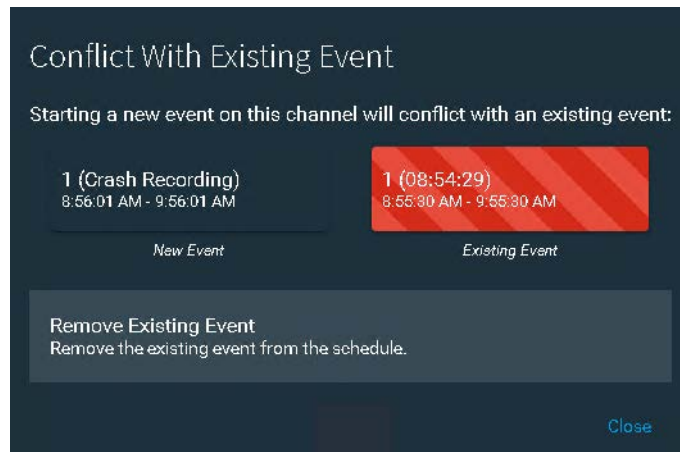 Conflict With Existing Event
Starting a new event on this channel will conflict with an existing event:
1 (Crash Recording)
8:56:01 AM - 9:56:01 AM
New Event
1 (08:54:29)
8:55:30 AM - 9:55:30 AM
Existing Event
Remove Existing Event
Remove the existing event from the schedule.
Close